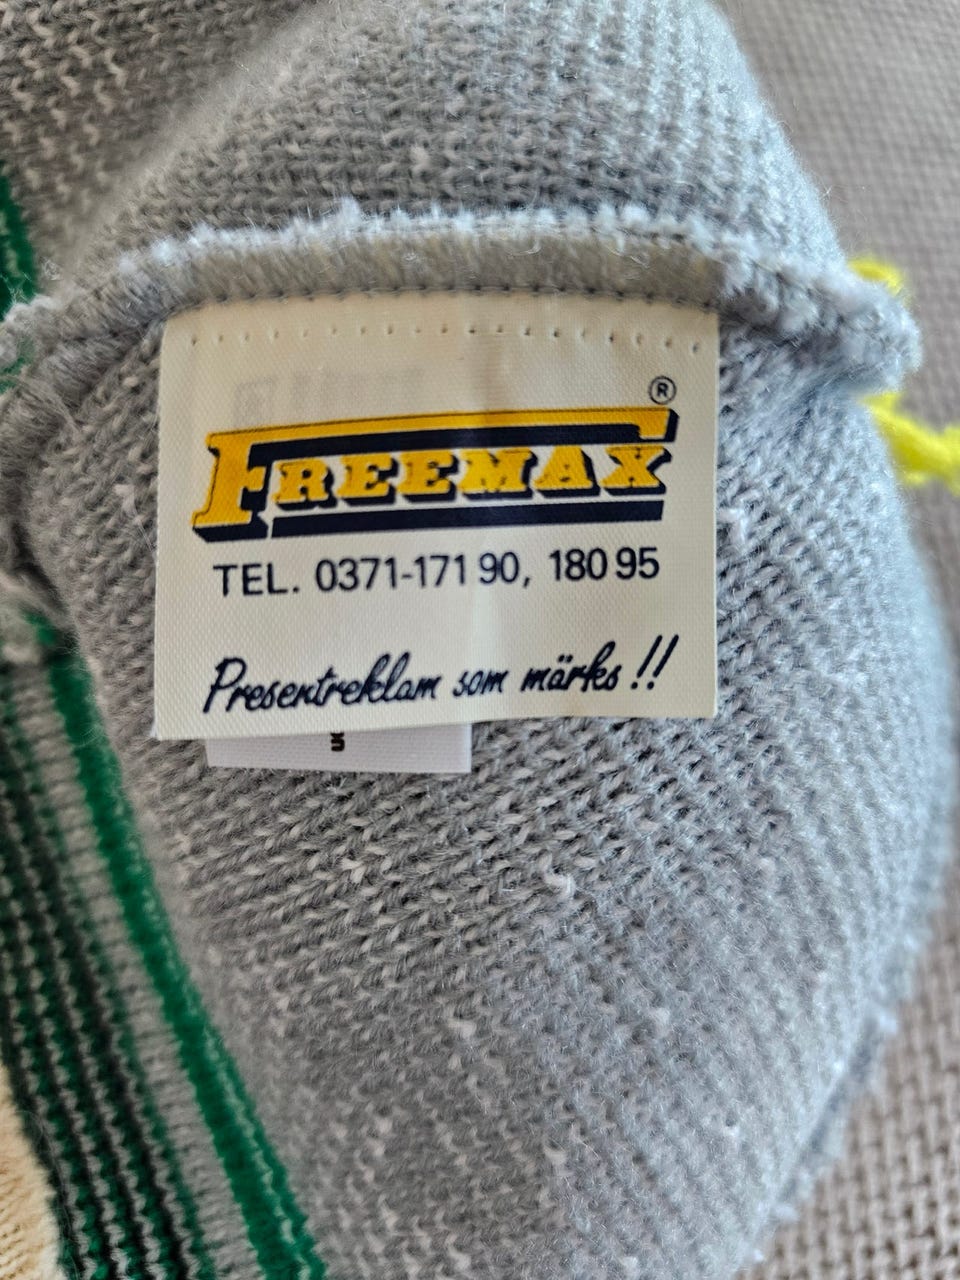 FREEMAX®
TEL. 0371-171 90, 180 95
Presentreklam som märks !!